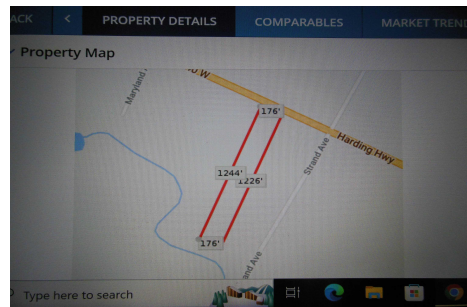 ACK < PROPERTY DETAILS COMPARABLES MARKET TREN
Property Map
Maryland
W
176'
Harding Hwy
Strand Ave
1244'
1226'
176'
and Ave
Type here to search